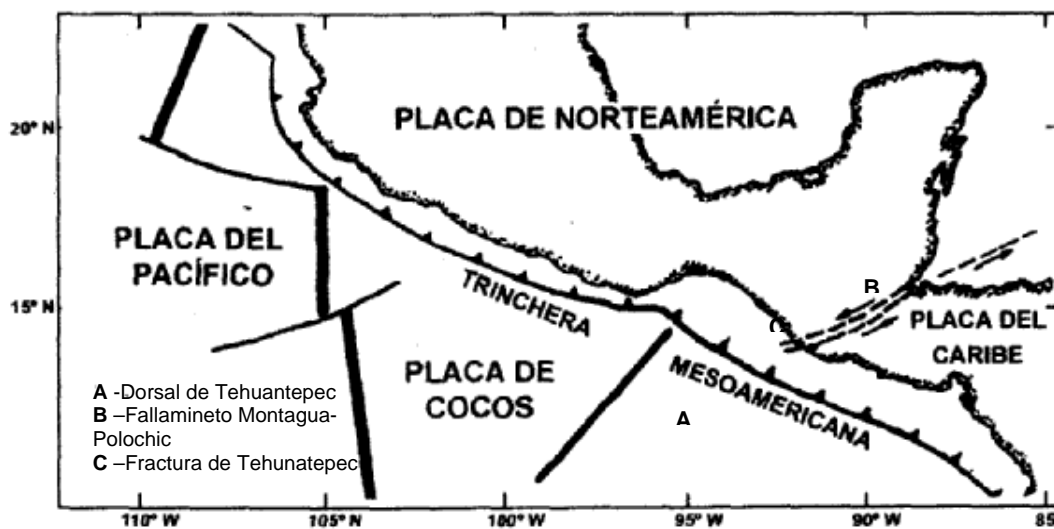 PLACA DE NORTEAMÉRICA
20° N
PLACA DEL
PACÍFICO
TRINCHERA
MESOAMERICANA
B
C
15° N
PLACA DEL
CARIBE
PLACA DE
COCOS
A
A -Dorsal de Tehuantepec
B –Fallamineto Montagua-
Polochic
C –Fractura de Tehunatepec
110° W
105° N
100° W
95° W
90° W
85